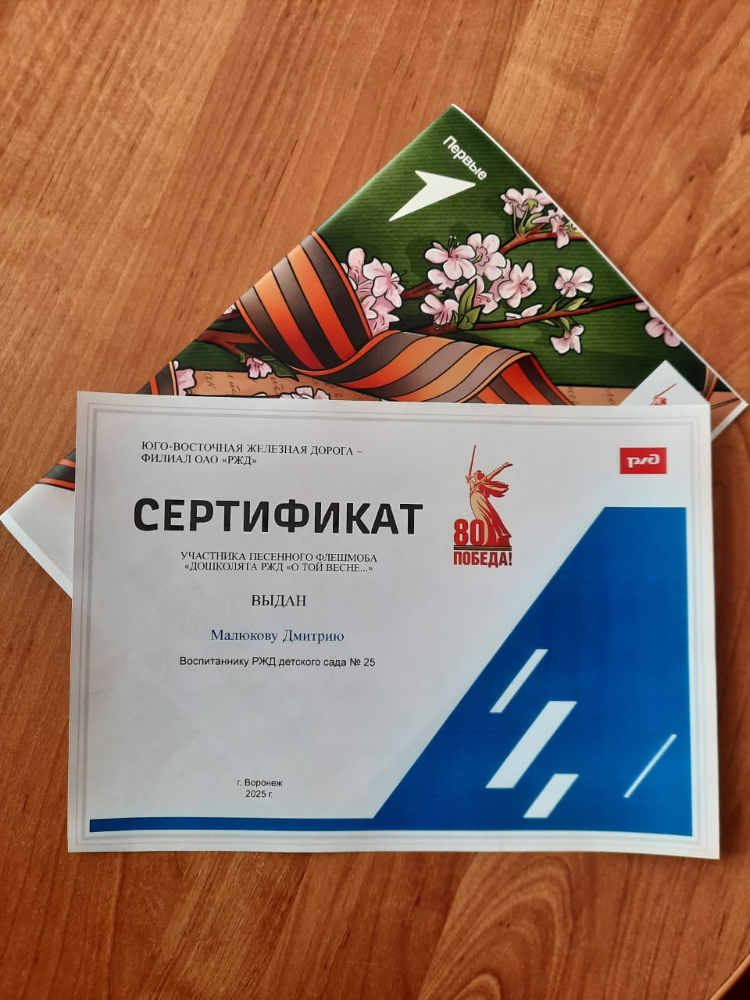 Первые
ЮГО-ВОСТОЧНАЯ ЖЕЛЕЗНАЯ ДОРОГА –
ФИЛИАЛ ОАО «РЖД»
РЖД
СЕРТИФИКАТ
80
ПОБЕДА!
УЧАСТНИКА ПЕСЕННОГО ФЛЕШМОБА
«ДОШКОЛЯТА РЖД «О ТОЙ ВЕСНЕ...»
ВЫДАН
Малюкову Дмитрию
Воспитаннику РЖД детского сада № 25
г. Воронеж
2025 г.